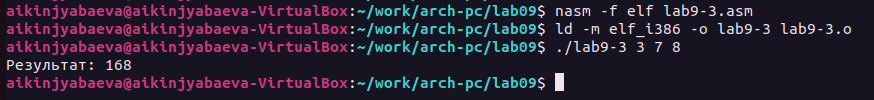 aikinjyabaeva@aikinjyabaeva-VirtualBox:~/work/arch-pc/lab09$ nasm -f elf lab9-3.asm
aikinjyabaeva@aikinjyabaeva-VirtualBox:~/work/arch-pc/lab09$ ld -m elf_i386 -o lab9-3 lab9-3.o
aikinjyabaeva@aikinjyabaeva-VirtualBox:~/work/arch-pc/lab09$ ./lab9-3 3 7 8
Результат: 168
aikinjyabaeva@aikinjyabaeva-VirtualBox:~/work/arch-pc/lab09$